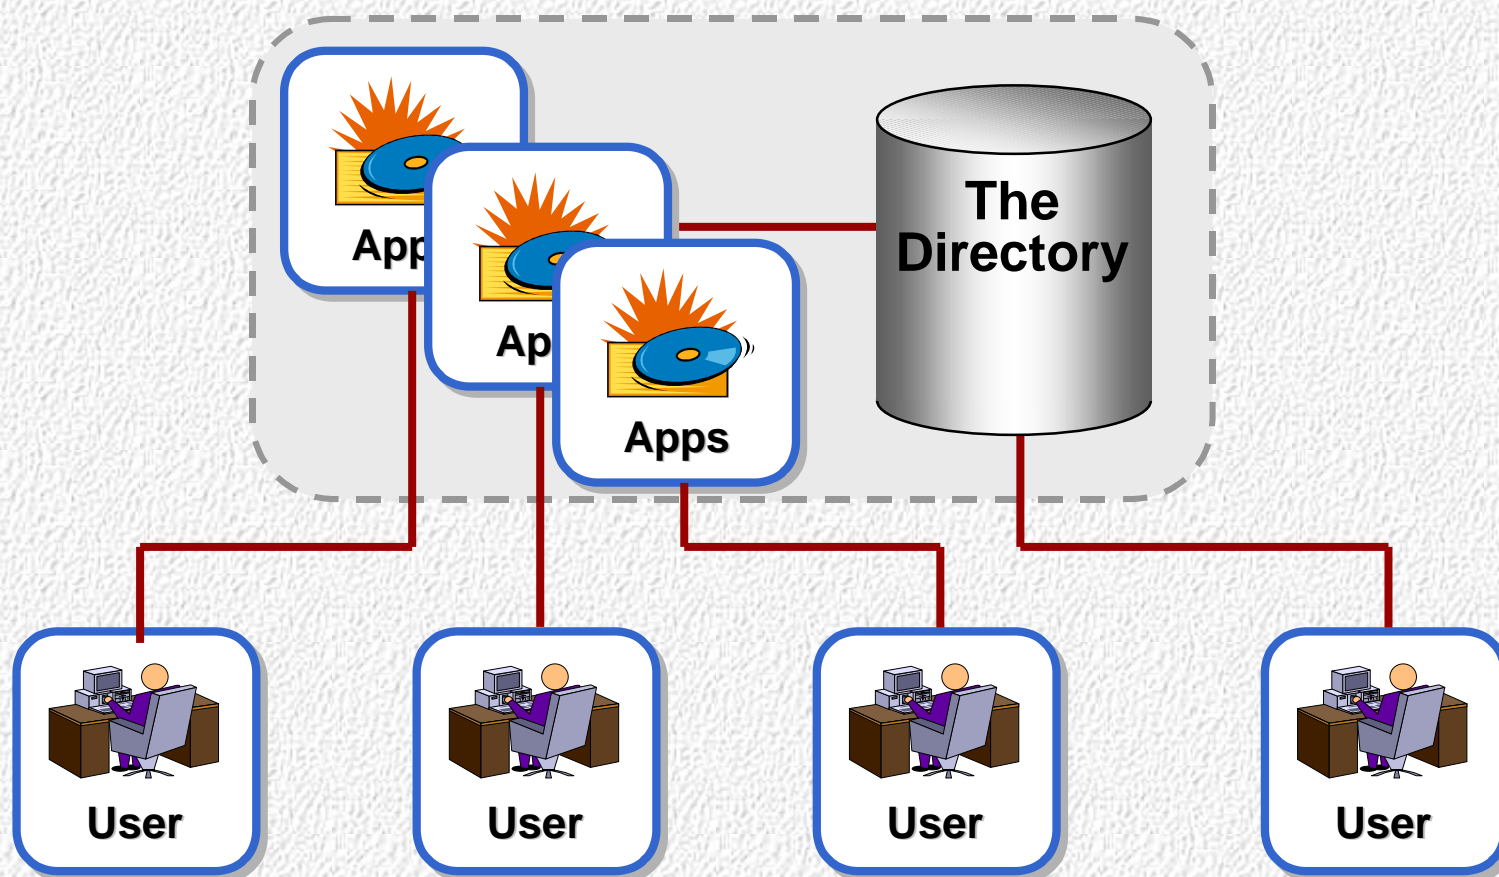 App
Ap
Apps
The
Directory
User
User
User
User